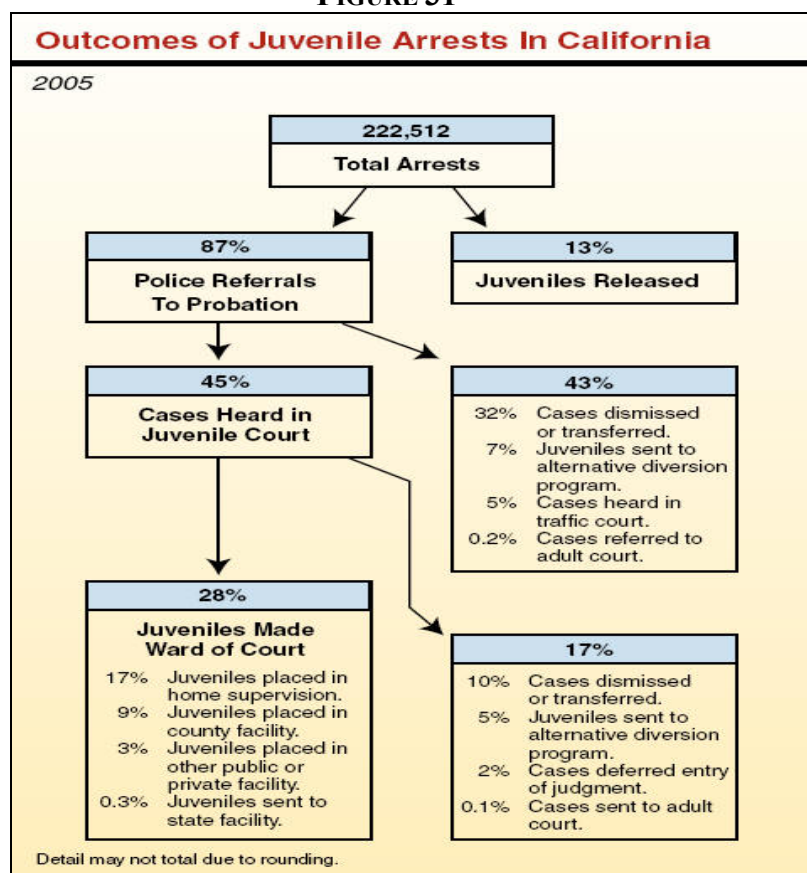 FIGURE 31
Outcomes of Juvenile Arrests In California
2005
222,512
Total Arrests
87%
Police Referrals
To Probation
13%
Juveniles Released
45%
Cases Heard in
Juvenile Court
43%
32% Cases dismissed
or transferred.
7% Juveniles sent to
alternative diversion
program.
5% Cases heard in
traffic court.
0.2% Cases referred to
adult court.
28%
Juveniles Made
Ward of Court
17% Juveniles placed in
home supervision.
9% Juveniles placed in
county facility.
3% Juveniles placed in
other public or
private facility.
0.3% Juveniles sent to
state facility.
17%
10% Cases dismissed
or transferred.
5% Juveniles sent to
alternative diversion
program.
2% Cases deferred entry
of judgment.
0.1% Cases sent to adult
court.
Detail may not total due to rounding.